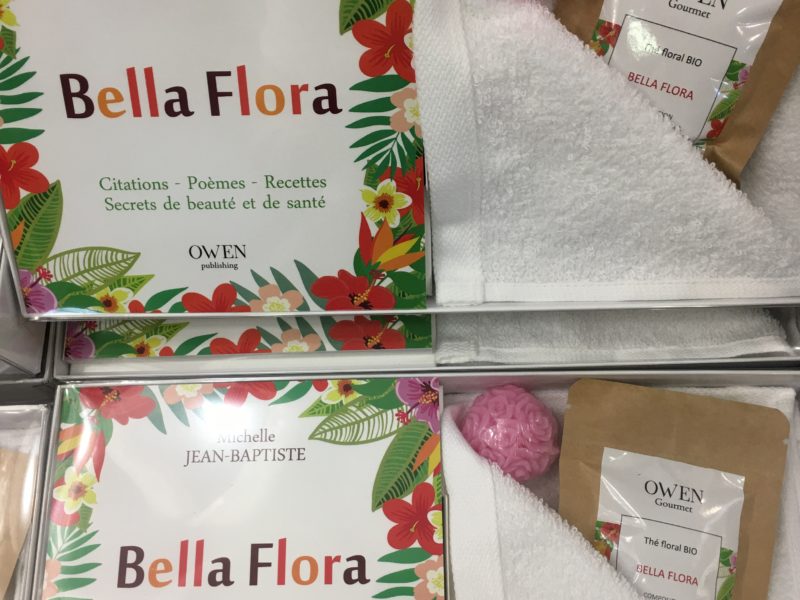 Bella Flora
Citations - Poèmes - Recettes
Secrets de beauté et de santé
OWEN
publishing
OWEN
Gourmet
Thé floral BIO
BELLA FLORA
Michelle
JEAN-BAPTISTE
Bella Flora
OWEN
Gourmet
Thé floral BIO
BELLA FLORA